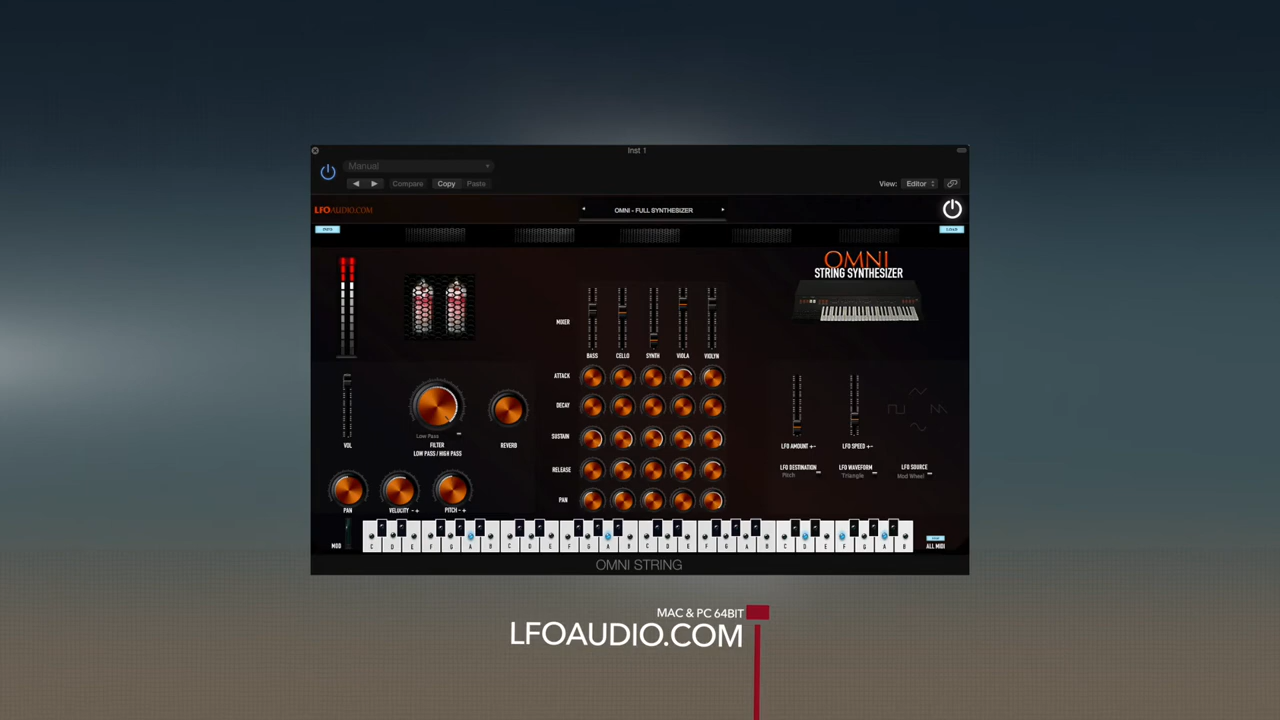 Inst 1
Manual
Compare Copy Paste
View: Editor
LFOAUDIO.COM
OMNI - FULL SYNTHESIZER
OMNI
STRING SYNTHESIZER
MIXER
BASS CELLO SYNTH VIOLA VIOLYN
ATTACK
DECAY
SUSTAIN
RELEASE
PAN
VOL
Low Pass
FILTER
LOW PASS / HIGH PASS
REVERB
PAN
VELOCITY - +
PITCH - +
LFO AMOUNT +-
LFO SPEED +-
LFO DESTINATION
Pitch
LFO WAVEFORM
Triangle
LFO SOURCE
Mod Wheel
MOD
C D E F G A B C D E F G A B C D E F G A B C D E F G A B
ALL MIDI
OMNI STRING
MAC & PC 64BIT
LFOAUDIO.COM